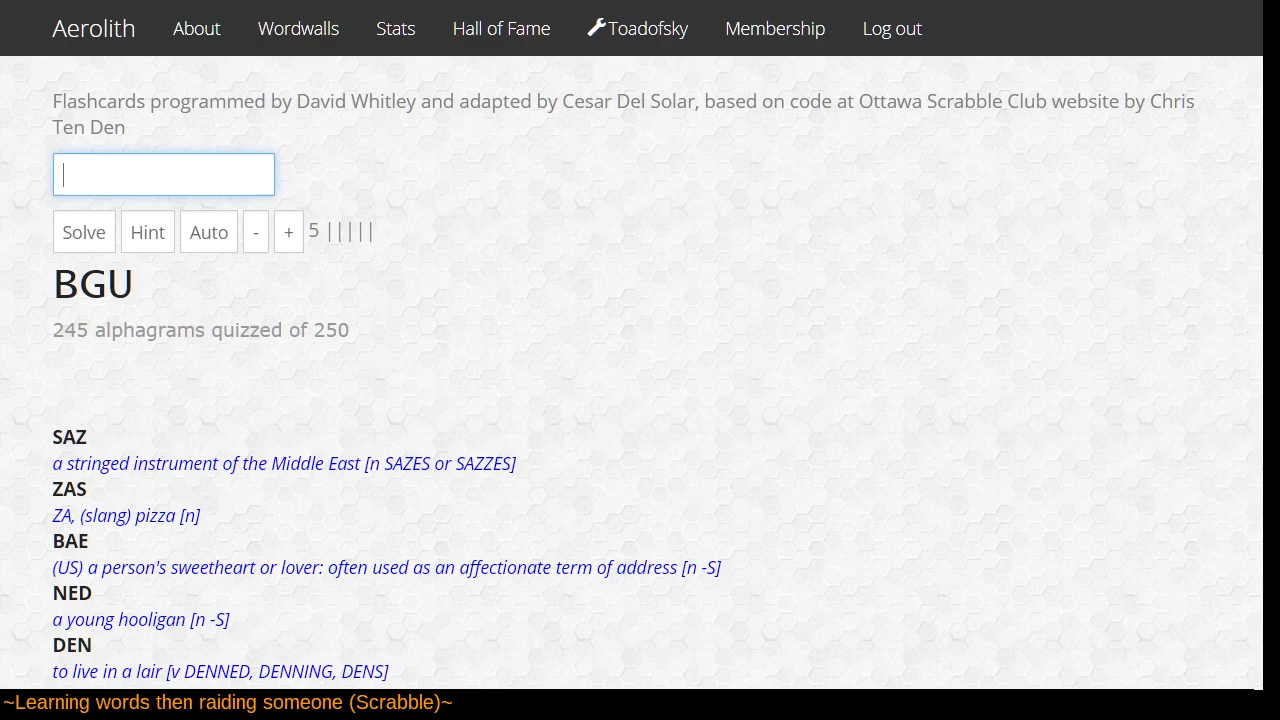 Aerolith About Wordwalls Stats Hall of Fame Toadofsky Membership Log out
Flashcards programmed by David Whitley and adapted by Cesar Del Solar, based on code at Ottawa Scrabble Club website by Chris
Ten Den
Solve Hint Auto - + 5 |||||
BGU
245 alphagrams quizzed of 250
SAZ
a stringed instrument of the Middle East [n SAZES or SAZZES]
ZAS
ZA, (slang) pizza [n]
BAE
(US) a person's sweetheart or lover: often used as an affectionate term of address [n -S]
NED
a young hooligan [n -S]
DEN
to live in a lair [v DENNED, DENNING, DENS]
~Learning words then raiding someone (Scrabble)~